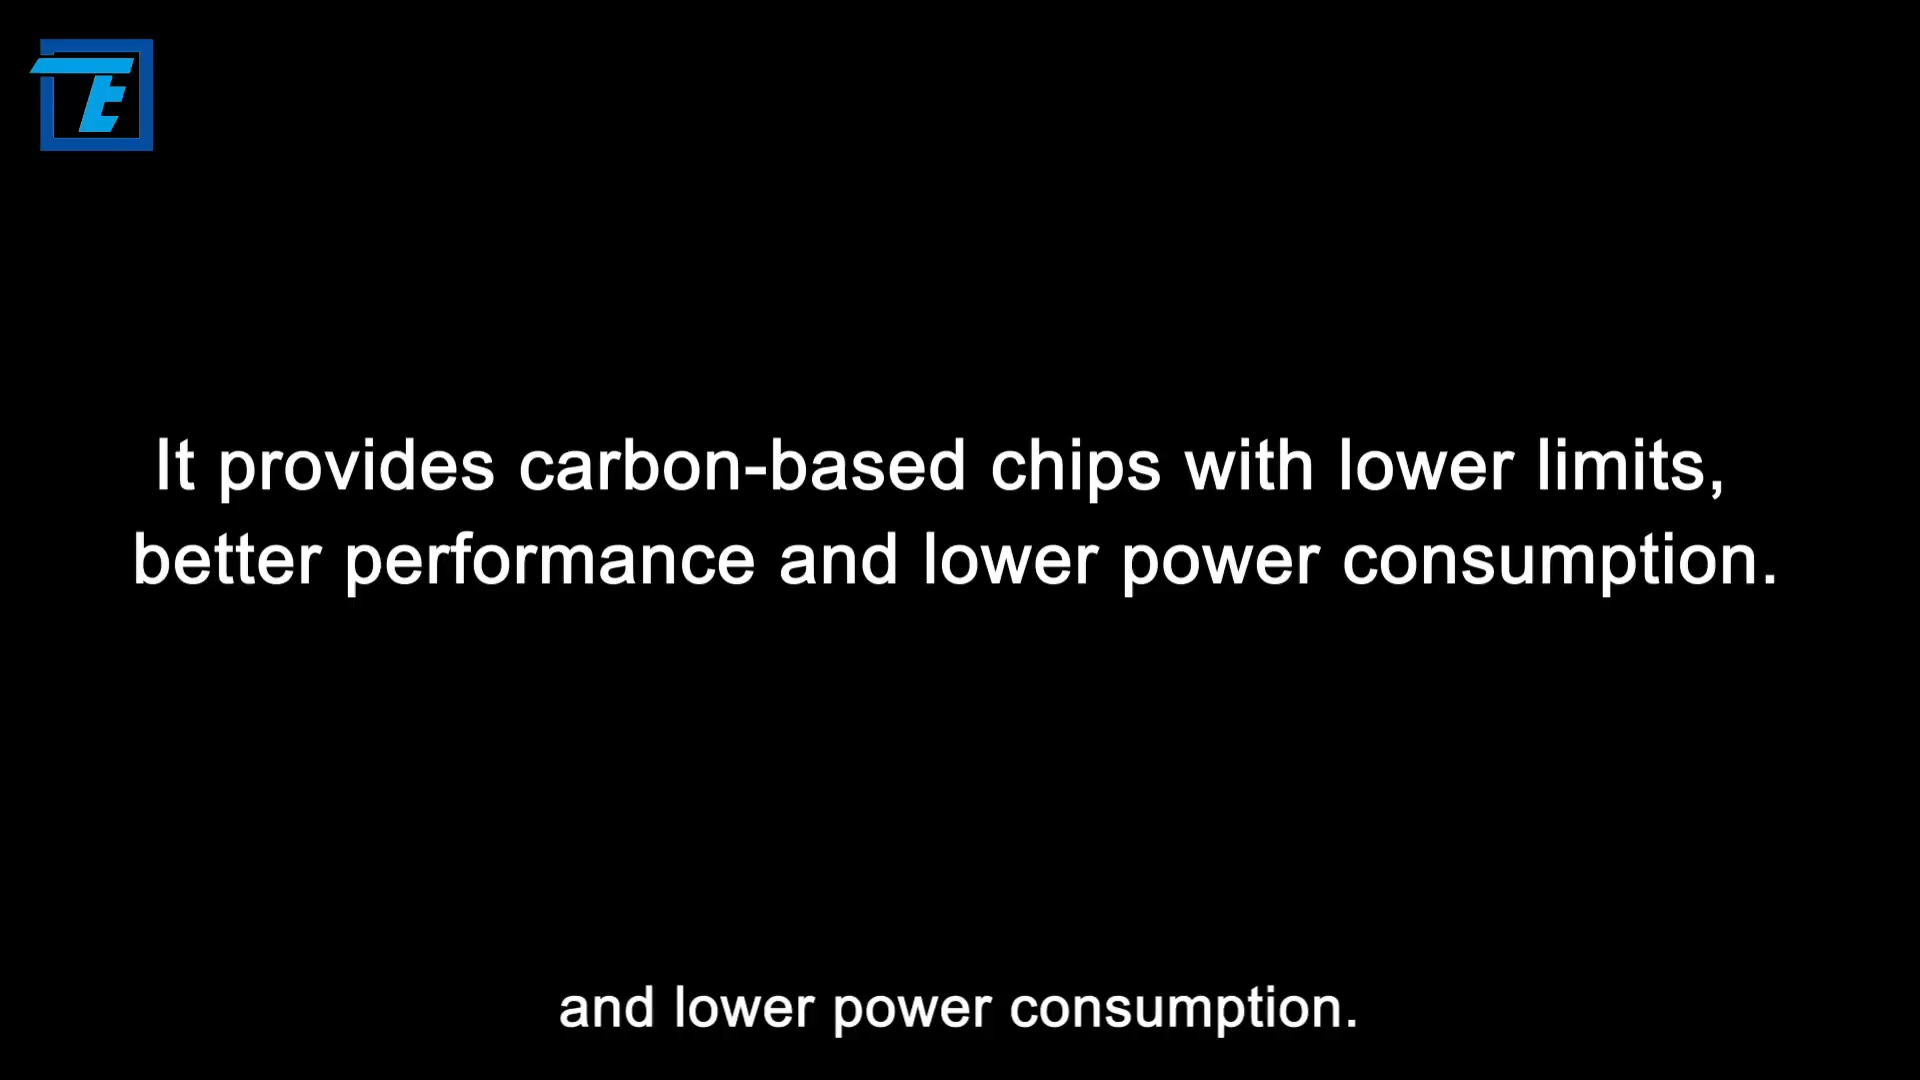 It provides carbon-based chips with lower limits,
better performance and lower power consumption.
and lower power consumption.